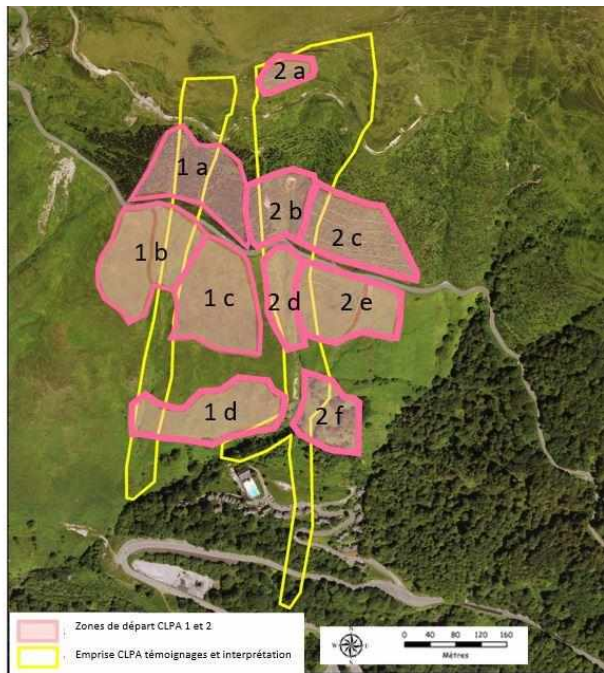 2 a
1 a
2 b
2 c
1 b
1 c
2 d
2 e
1 d
2 f
Zones de départ CLPA 1 et 2
Emprise CLPA témoignages et interprétation
0 40 80 120 160
Mètres